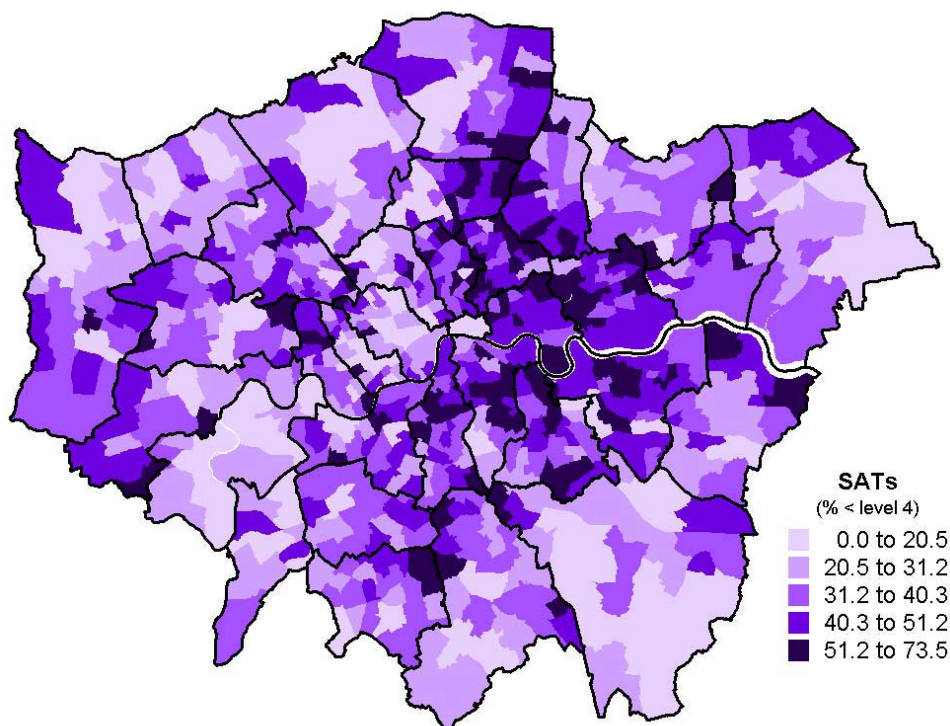 SATs
(% < level 4)
0.0 to 20.5
20.5 to 31.2
31.2 to 40.3
40.3 to 51.2
51.2 to 73.5